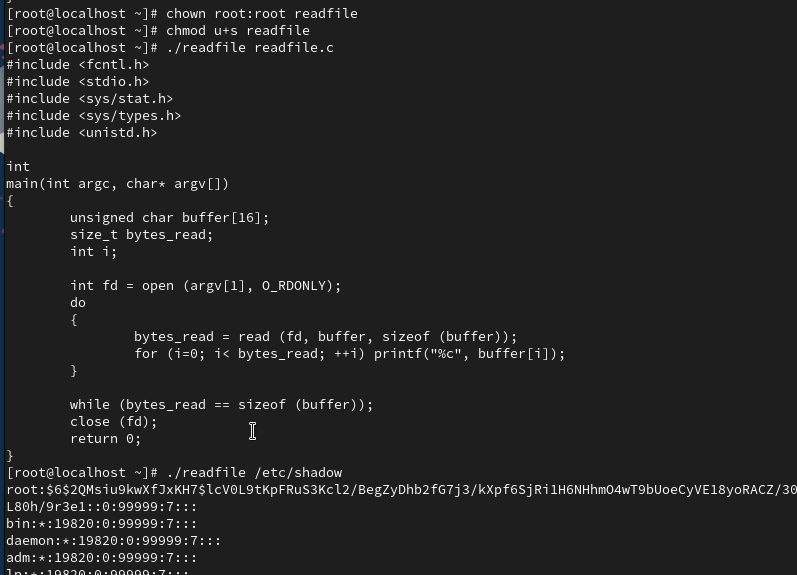 [root@localhost ~]# chown root:root readfile
[root@localhost ~]# chmod u+s readfile
[root@localhost ~]# ./readfile readfile.c
#include <fcntl.h>
#include <stdio.h>
#include <sys/stat.h>
#include <sys/types.h>
#include <unistd.h>

int
main(int argc, char* argv[])
{
        unsigned char buffer[16];
        size_t bytes_read;
        int i;

        int fd = open (argv[1], O_RDONLY);
        do
        {
                bytes_read = read (fd, buffer, sizeof (buffer));
                for (i=0; i< bytes_read; ++i) printf("%c", buffer[i]);
        }

        while (bytes_read == sizeof (buffer));
        close (fd);
        return 0;
}
[root@localhost ~]# ./readfile /etc/shadow
root:$6$2QMsiu9kwXfJxKH7$lcV0L9tKpFRuS3Kcl2/BegZyDhb2fG7j3/kXpf6SjRi1H6NHhmO4wT9bUoeCyVE18yoRACZ/30
L80h/9r3e1::0:99999:7:::
bin:*:19820:0:99999:7:::
daemon:*:19820:0:99999:7:::
adm:*:19820:0:99999:7:::
lp:*:19820:0:99999:7:::